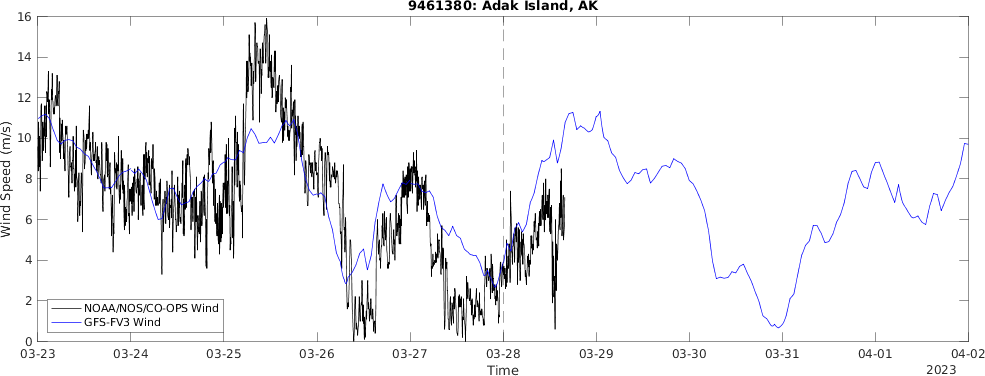 9461380: Adak Island, AK
Wind Speed (m/s)
16
14
12
10
8
6
4
2
0
NOAA/NOS/CO-OPS Wind
GFS-FV3 Wind
03-23 03-24 03-25 03-26 03-27 03-28 03-29 03-30 03-31 04-01 04-02
Time
2023